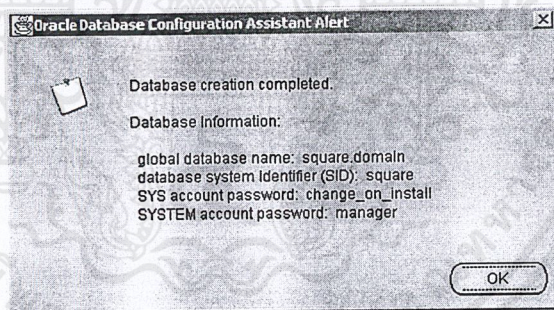 Oracle Database Configuration Assistant Alert
Database creation completed.
Database Information:
global database name: square.domain
database system Identifier (SID): square
SYS account password: change_on_install
SYSTEM account password: manager
OK